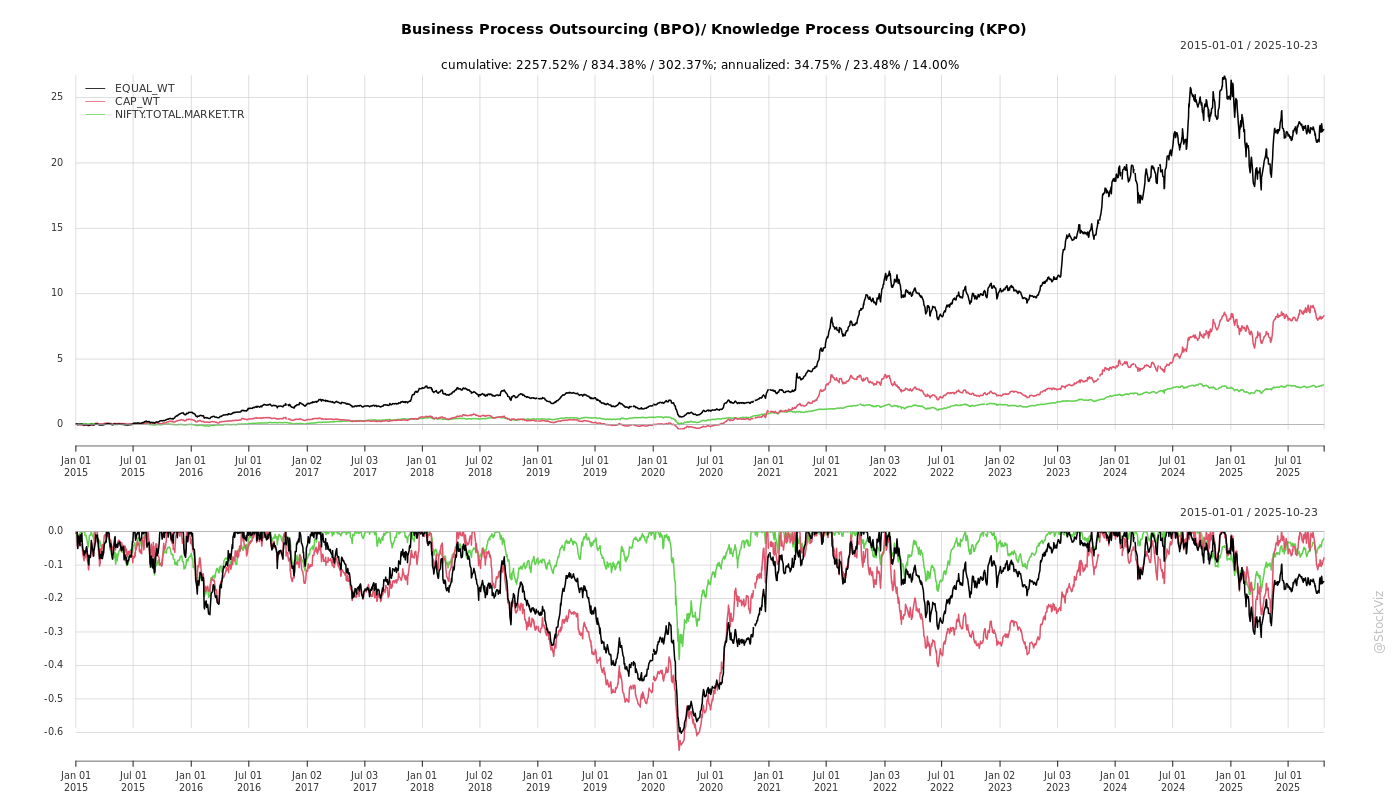 Business Process Outsourcing (BPO)/ Knowledge Process Outsourcing (KPO)
2015-01-01 / 2025-10-23
cumulative: 2257.52% / 834.38% / 302.37%; annualized: 34.75% / 23.48% / 14.00%
EQUAL_WT
CAP_WT
NIFTY.TOTAL.MARKET.TR
25
20
15
10
5
0
Jan 01 Jul 01 Jan 01 Jul 01 Jan 02 Jul 03 Jan 01 Jul 02 Jan 01 Jul 01 Jan 01 Jul 01 Jan 01 Jul 01 Jan 03 Jul 01 Jan 02 Jul 03 Jan 01 Jul 01 Jan 01 Jul 01
2015 2015 2016 2016 2017 2017 2018 2018 2019 2019 2020 2020 2021 2021 2022 2022 2023 2023 2024 2024 2025 2025
2015-01-01 / 2025-10-23
0.0
-0.1
-0.2
-0.3
-0.4
-0.5
-0.6
Jan 01 Jul 01 Jan 01 Jul 01 Jan 02 Jul 03 Jan 01 Jul 02 Jan 01 Jul 01 Jan 01 Jul 01 Jan 01 Jul 01 Jan 03 Jul 01 Jan 02 Jul 03 Jan 01 Jul 01 Jan 01 Jul 01
2015 2015 2016 2016 2017 2017 2018 2018 2019 2019 2020 2020 2021 2021 2022 2022 2023 2023 2024 2024 2025 2025
@StockViz